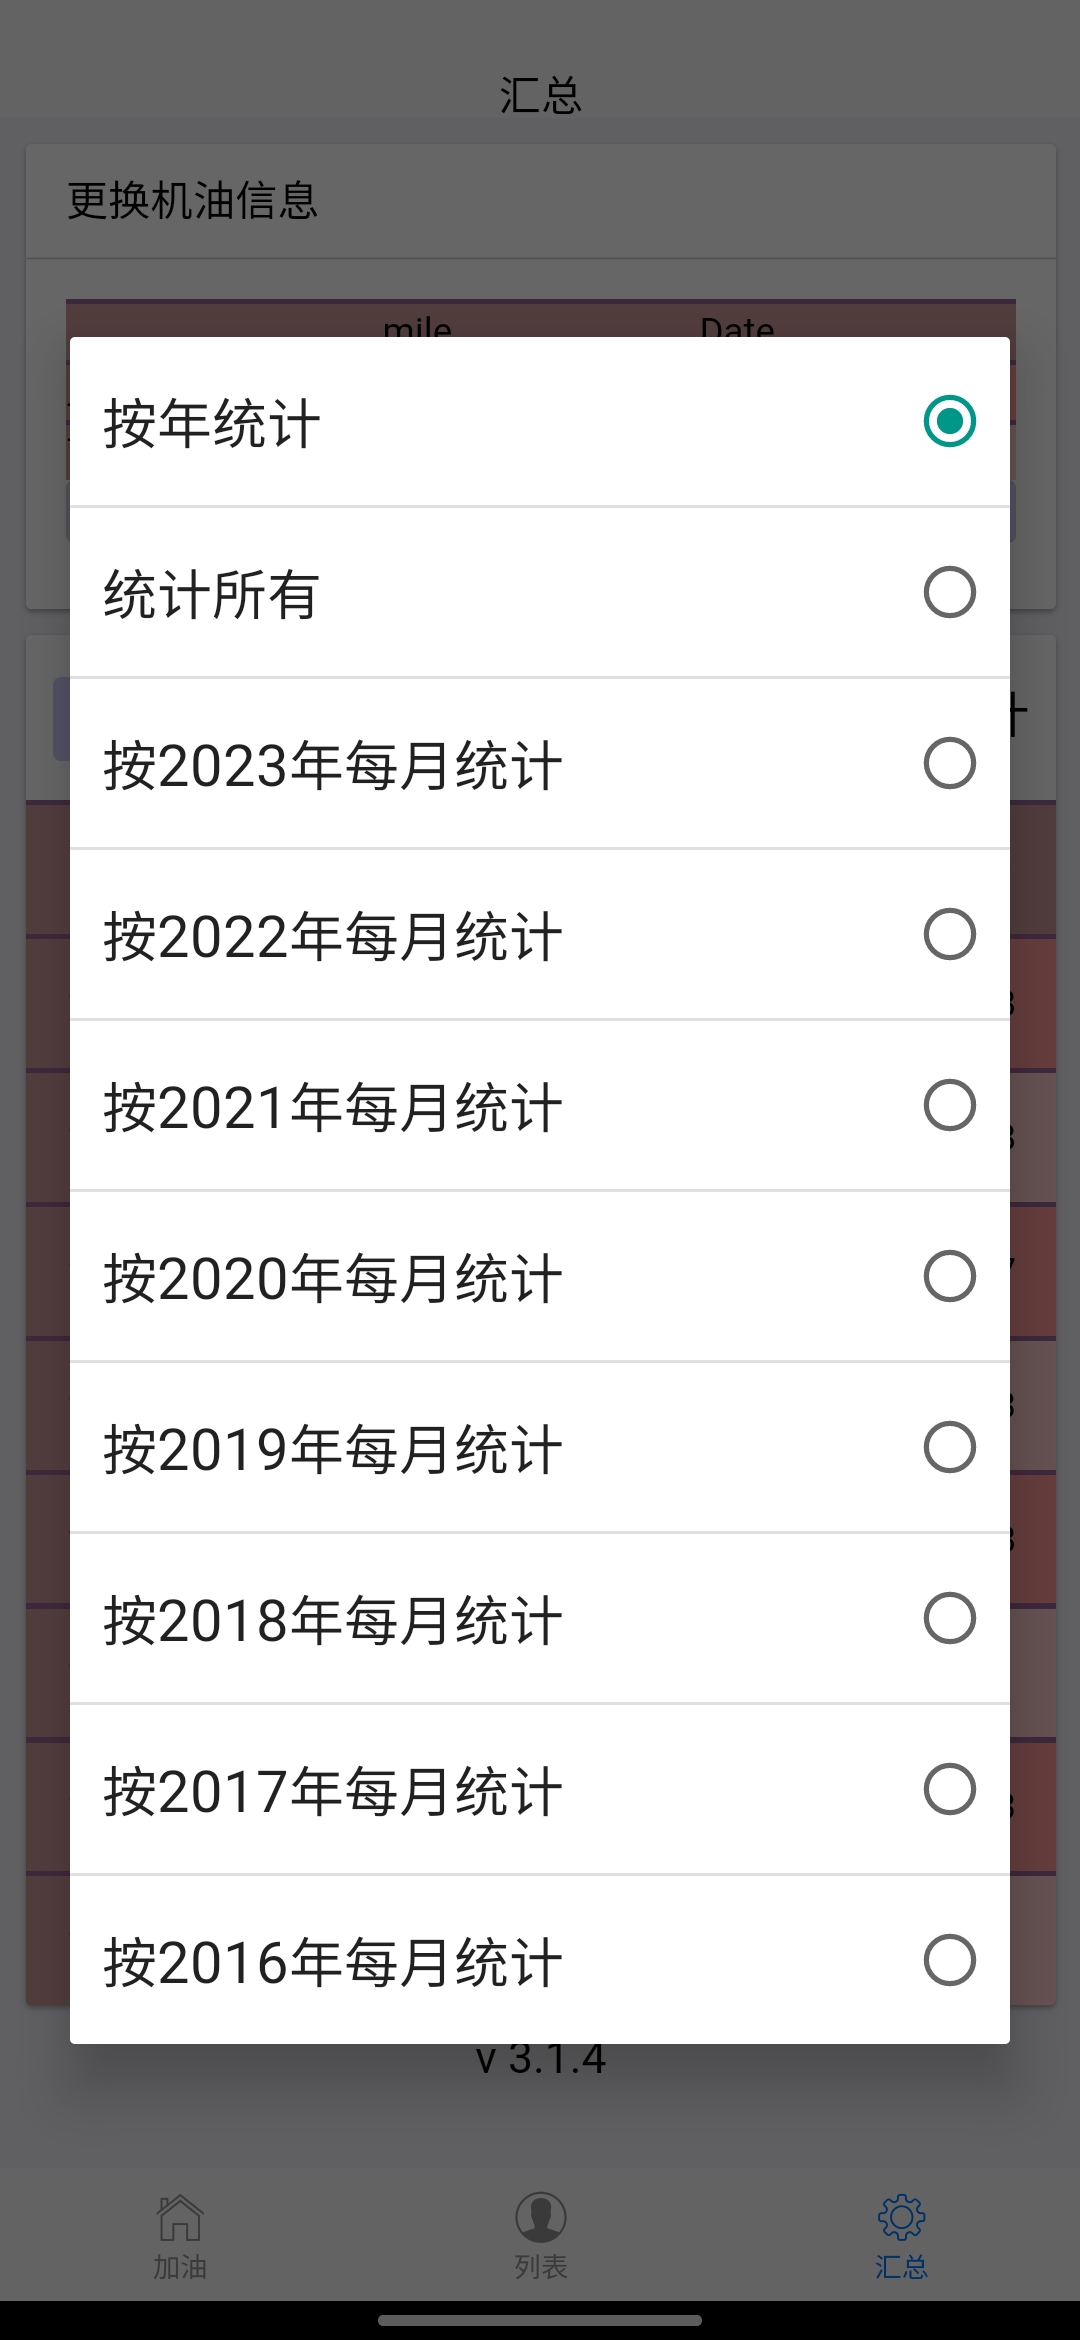 汇总
更换机油信息
mile Date
按年统计
统计所有
按2023年每月统计
按2022年每月统计
按2021年每月统计
按2020年每月统计
按2019年每月统计
按2018年每月统计
按2017年每月统计
按2016年每月统计
v 3.1.4
加油 列表 汇总